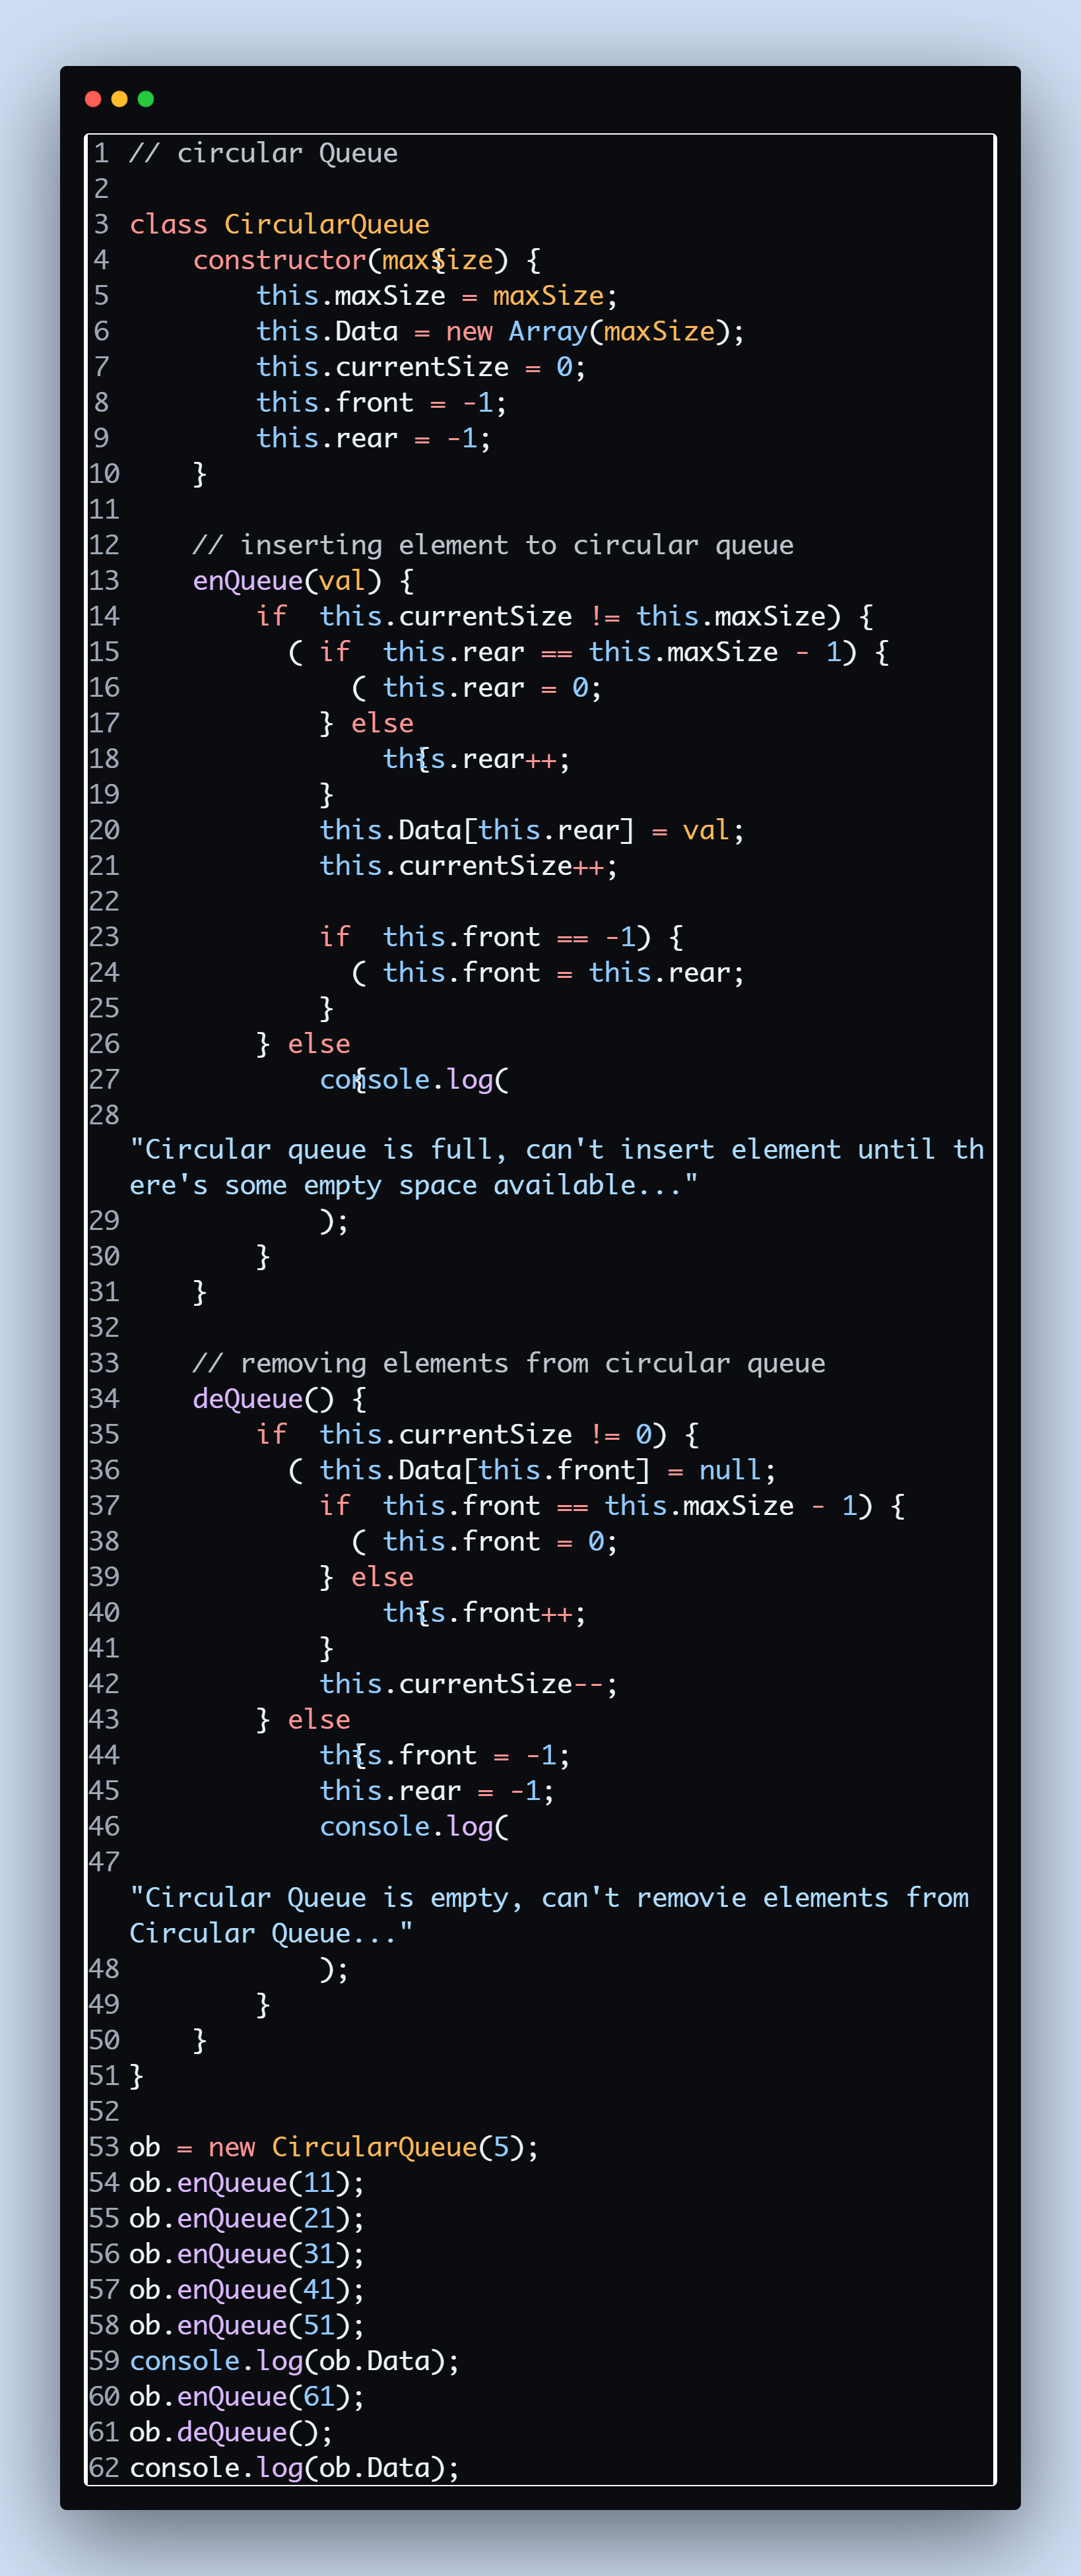 1 // circular Queue
2
3 class CircularQueue {
4     constructor(maxSize) {
5         this.maxSize = maxSize;
6         this.Data = new Array(maxSize);
7         this.currentSize = 0;
8         this.front = -1;
9         this.rear = -1;
10     }
11
12     // inserting element to circular queue
13     enQueue(val) {
14         if (this.currentSize != this.maxSize) {
15             if (this.rear == this.maxSize - 1) {
16                 this.rear = 0;
17             } else {
18                 this.rear++;
19             }
20             this.Data[this.rear] = val;
21             this.currentSize++;
22
23             if (this.front == -1) {
24                 this.front = this.rear;
25             }
26         } else {
27             console.log(
28
"Circular queue is full, can't insert element until th
ere's some empty space available..."
29             );
30         }
31     }
32
33     // removing elements from circular queue
34     deQueue() {
35         if (this.currentSize != 0) {
36             this.Data[this.front] = null;
37             if (this.front == this.maxSize - 1) {
38                 this.front = 0;
39             } else {
40                 this.front++;
41             }
42             this.currentSize--;
43         } else {
44             this.front = -1;
45             this.rear = -1;
46             console.log(
47
"Circular Queue is empty, can't removie elements from
Circular Queue..."
48             );
49         }
50     }
51 }
52
53 ob = new CircularQueue(5);
54 ob.enQueue(11);
55 ob.enQueue(21);
56 ob.enQueue(31);
57 ob.enQueue(41);
58 ob.enQueue(51);
59 console.log(ob.Data);
60 ob.enQueue(61);
61 ob.deQueue();
62 console.log(ob.Data);